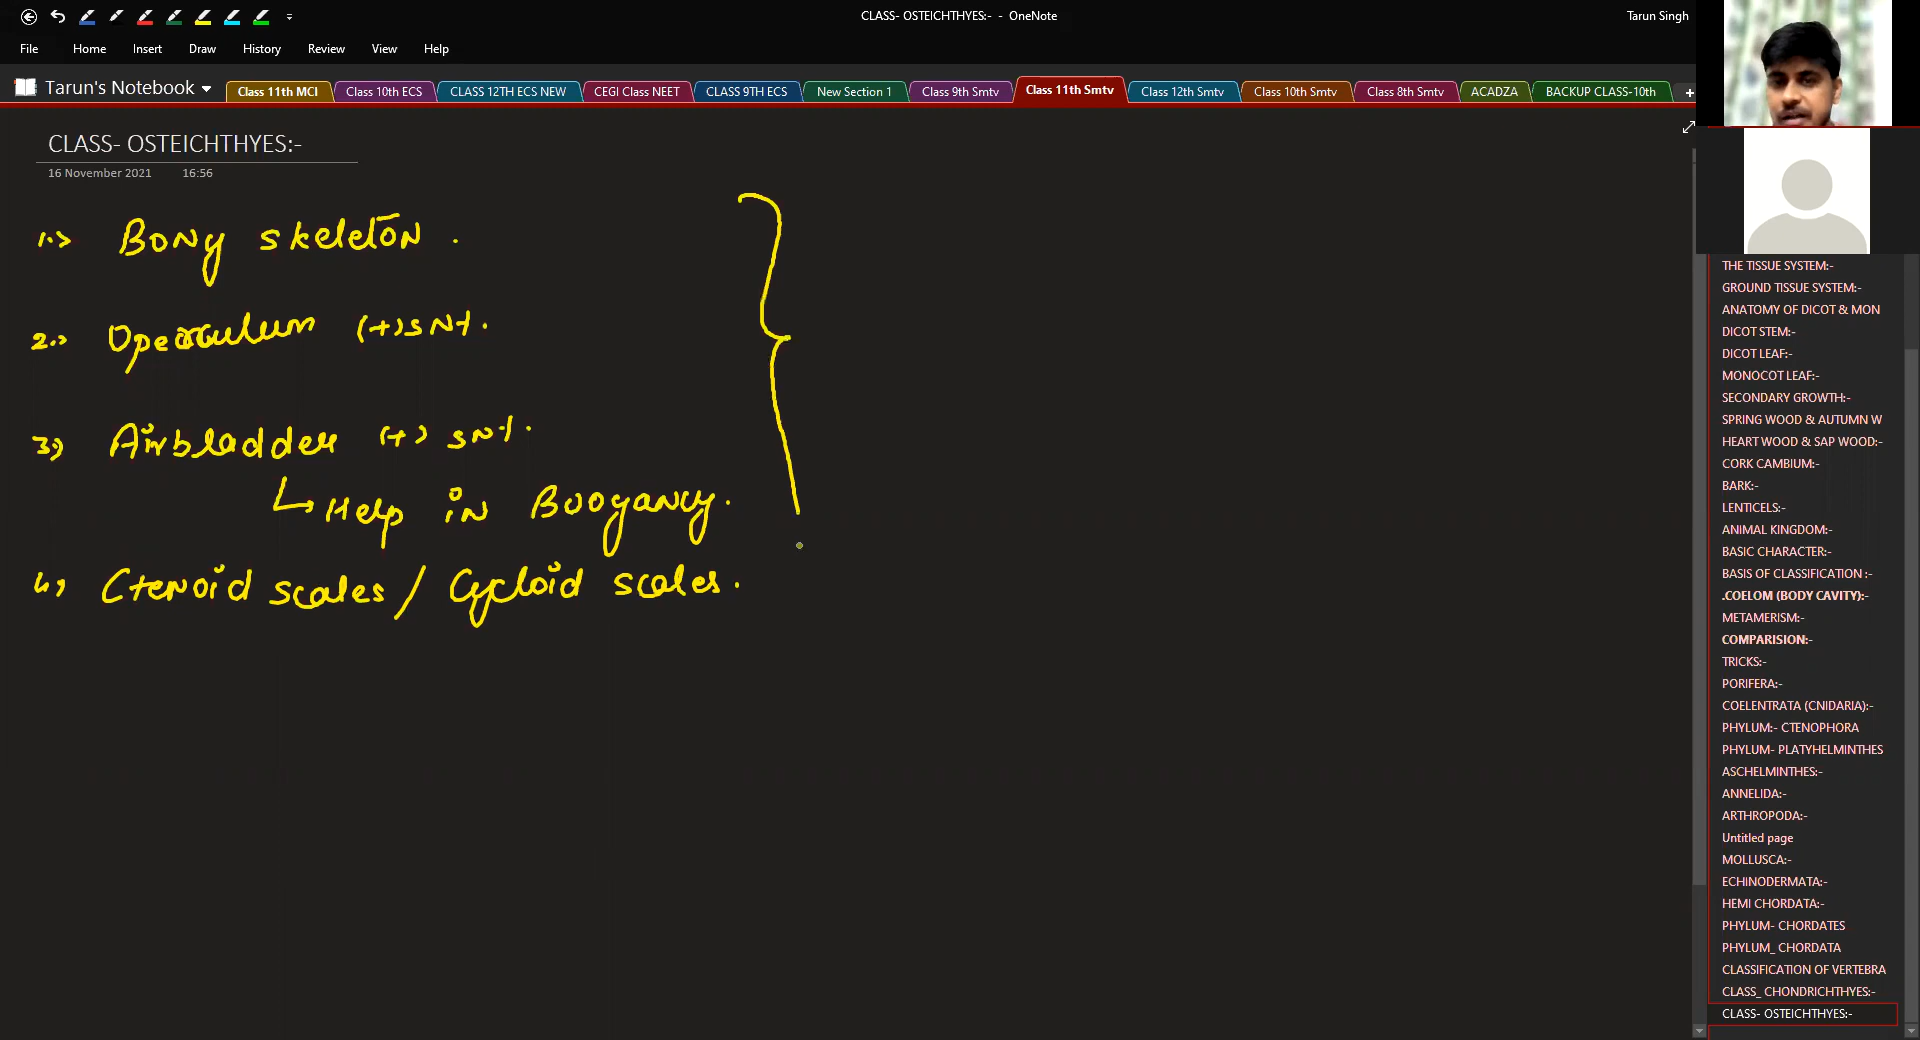 CLASS- OSTEICHTHYES:- - OneNote
Tarun Singh
File Home Insert Draw History Review View Help
Tarun's Notebook
Class 11th MCI Class 10th ECS CLASS 12TH ECS NEW CEGI Class NEET CLASS 9TH ECS New Section 1 Class 9th Smtv Class 11th Smtv Class 12th Smtv Class 10th Smtv Class 8th Smtv ACADZA BACKUP CLASS-10th +
CLASS- OSTEICHTHYES:-
16 November 2021 16:56
1.> Bony skeleton.
2.> Operculum (+)snt.
3) Airbladder (+) snt.
Help in Buoyancy.
4) Ctenoid scales / Cycloid scales.
THE TISSUE SYSTEM:-
GROUND TISSUE SYSTEM:-
ANATOMY OF DICOT & MON
DICOT STEM:-
DICOT LEAF:-
MONOCOT LEAF:-
SECONDARY GROWTH:-
SPRING WOOD & AUTUMN W
HEART WOOD & SAP WOOD:-
CORK CAMBIUM:-
BARK:-
LENTICELS:-
ANIMAL KINGDOM:-
BASIC CHARACTER:-
BASIS OF CLASSIFICATION :-
.COELOM (BODY CAVITY):-
METAMERISM:-
COMPARISION:-
TRICKS:-
PORIFERA:-
COELENTRATA (CNIDARIA):-
PHYLUM:- CTENOPHORA
PHYLUM- PLATYHELMINTHES
ASCHELMINTHES:-
ANNELIDA:-
ARTHROPODA:-
Untitled page
MOLLUSCA:-
ECHINODERMATA:-
HEMI CHORDATA:-
PHYLUM- CHORDATES
PHYLUM_ CHORDATA
CLASSIFICATION OF VERTEBRA
CLASS_ CHONDRICHTHYES:-
CLASS- OSTEICHTHYES:-